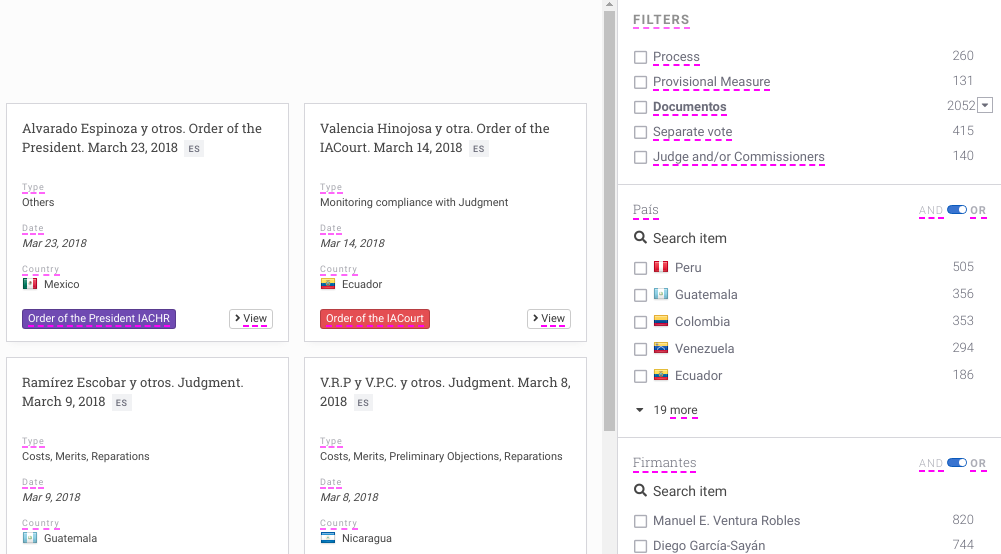 Alvarado Espinoza y otros. Order of the
President. March 23, 2018 ES
Type
Others
Date
Mar 23, 2018
Country
Mexico
Order of the President IACHR
View
Valencia Hinojosa y otra. Order of the
IACourt. March 14, 2018 ES
Type
Monitoring compliance with Judgment
Date
Mar 14, 2018
Country
Ecuador
Order of the IACourt
View
Ramírez Escobar y otros. Judgment.
March 9, 2018 ES
Type
Costs, Merits, Reparations
Date
Mar 9, 2018
Country
Guatemala
V.R.P y V.P.C. y otros. Judgment. March 8,
2018 ES
Type
Costs, Merits, Preliminary Objections, Reparations
Date
Mar 8, 2018
Country
Nicaragua
FILTERS
Process 260
Provisional Measure 131
Documentos 2052
Separate vote 415
Judge and/or Commissioners 140
País AND OR
Search item
Peru 505
Guatemala 356
Colombia 353
Venezuela 294
Ecuador 186
19 more
Firmantes AND OR
Search item
Manuel E. Ventura Robles 820
Diego García-Sayán 744